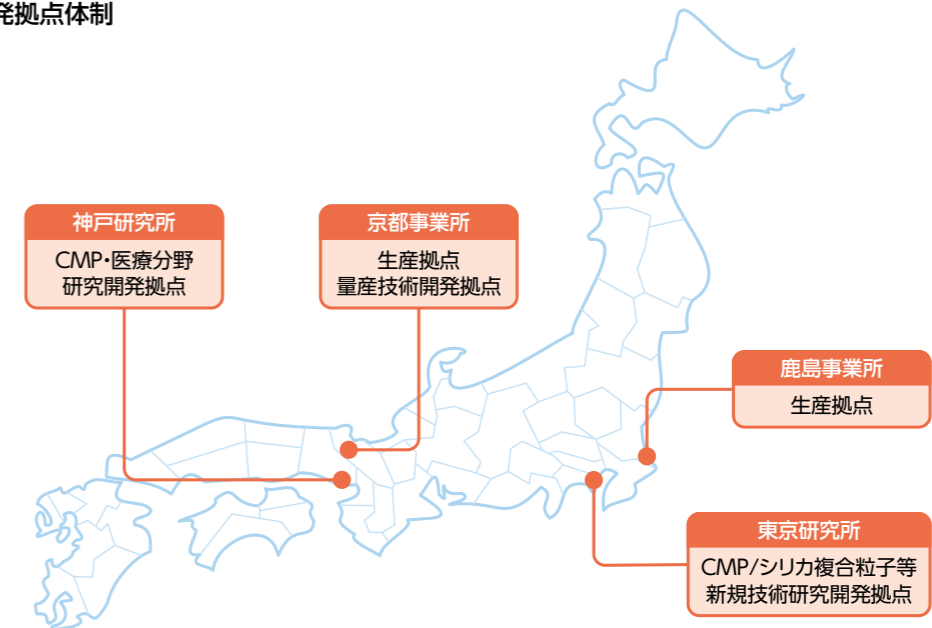 発拠点体制
神戸研究所
CMP・医療分野
研究開発拠点
京都事業所
生産拠点
量産技術開発拠点
鹿島事業所
生産拠点
東京研究所
CMP/シリカ複合粒子等
新規技術研究開発拠点